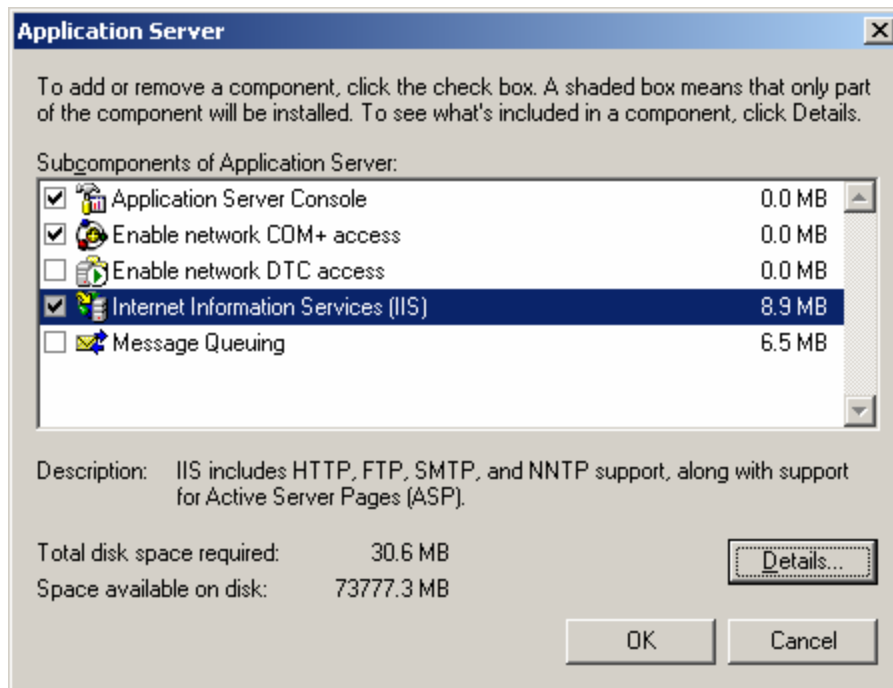 Application Server
To add or remove a component, click the check box. A shaded box means that only part
of the component will be installed. To see what's included in a component, click Details.
Subcomponents of Application Server:
Application Server Console 0.0 MB
Enable network COM+ access 0.0 MB
Enable network DTC access 0.0 MB
Internet Information Services (IIS) 8.9 MB
Message Queuing 6.5 MB
Description: IIS includes HTTP, FTP, SMTP, and NNTP support, along with support
for Active Server Pages (ASP).
Total disk space required: 30.6 MB
Space available on disk: 73777.3 MB
Details...
OK Cancel